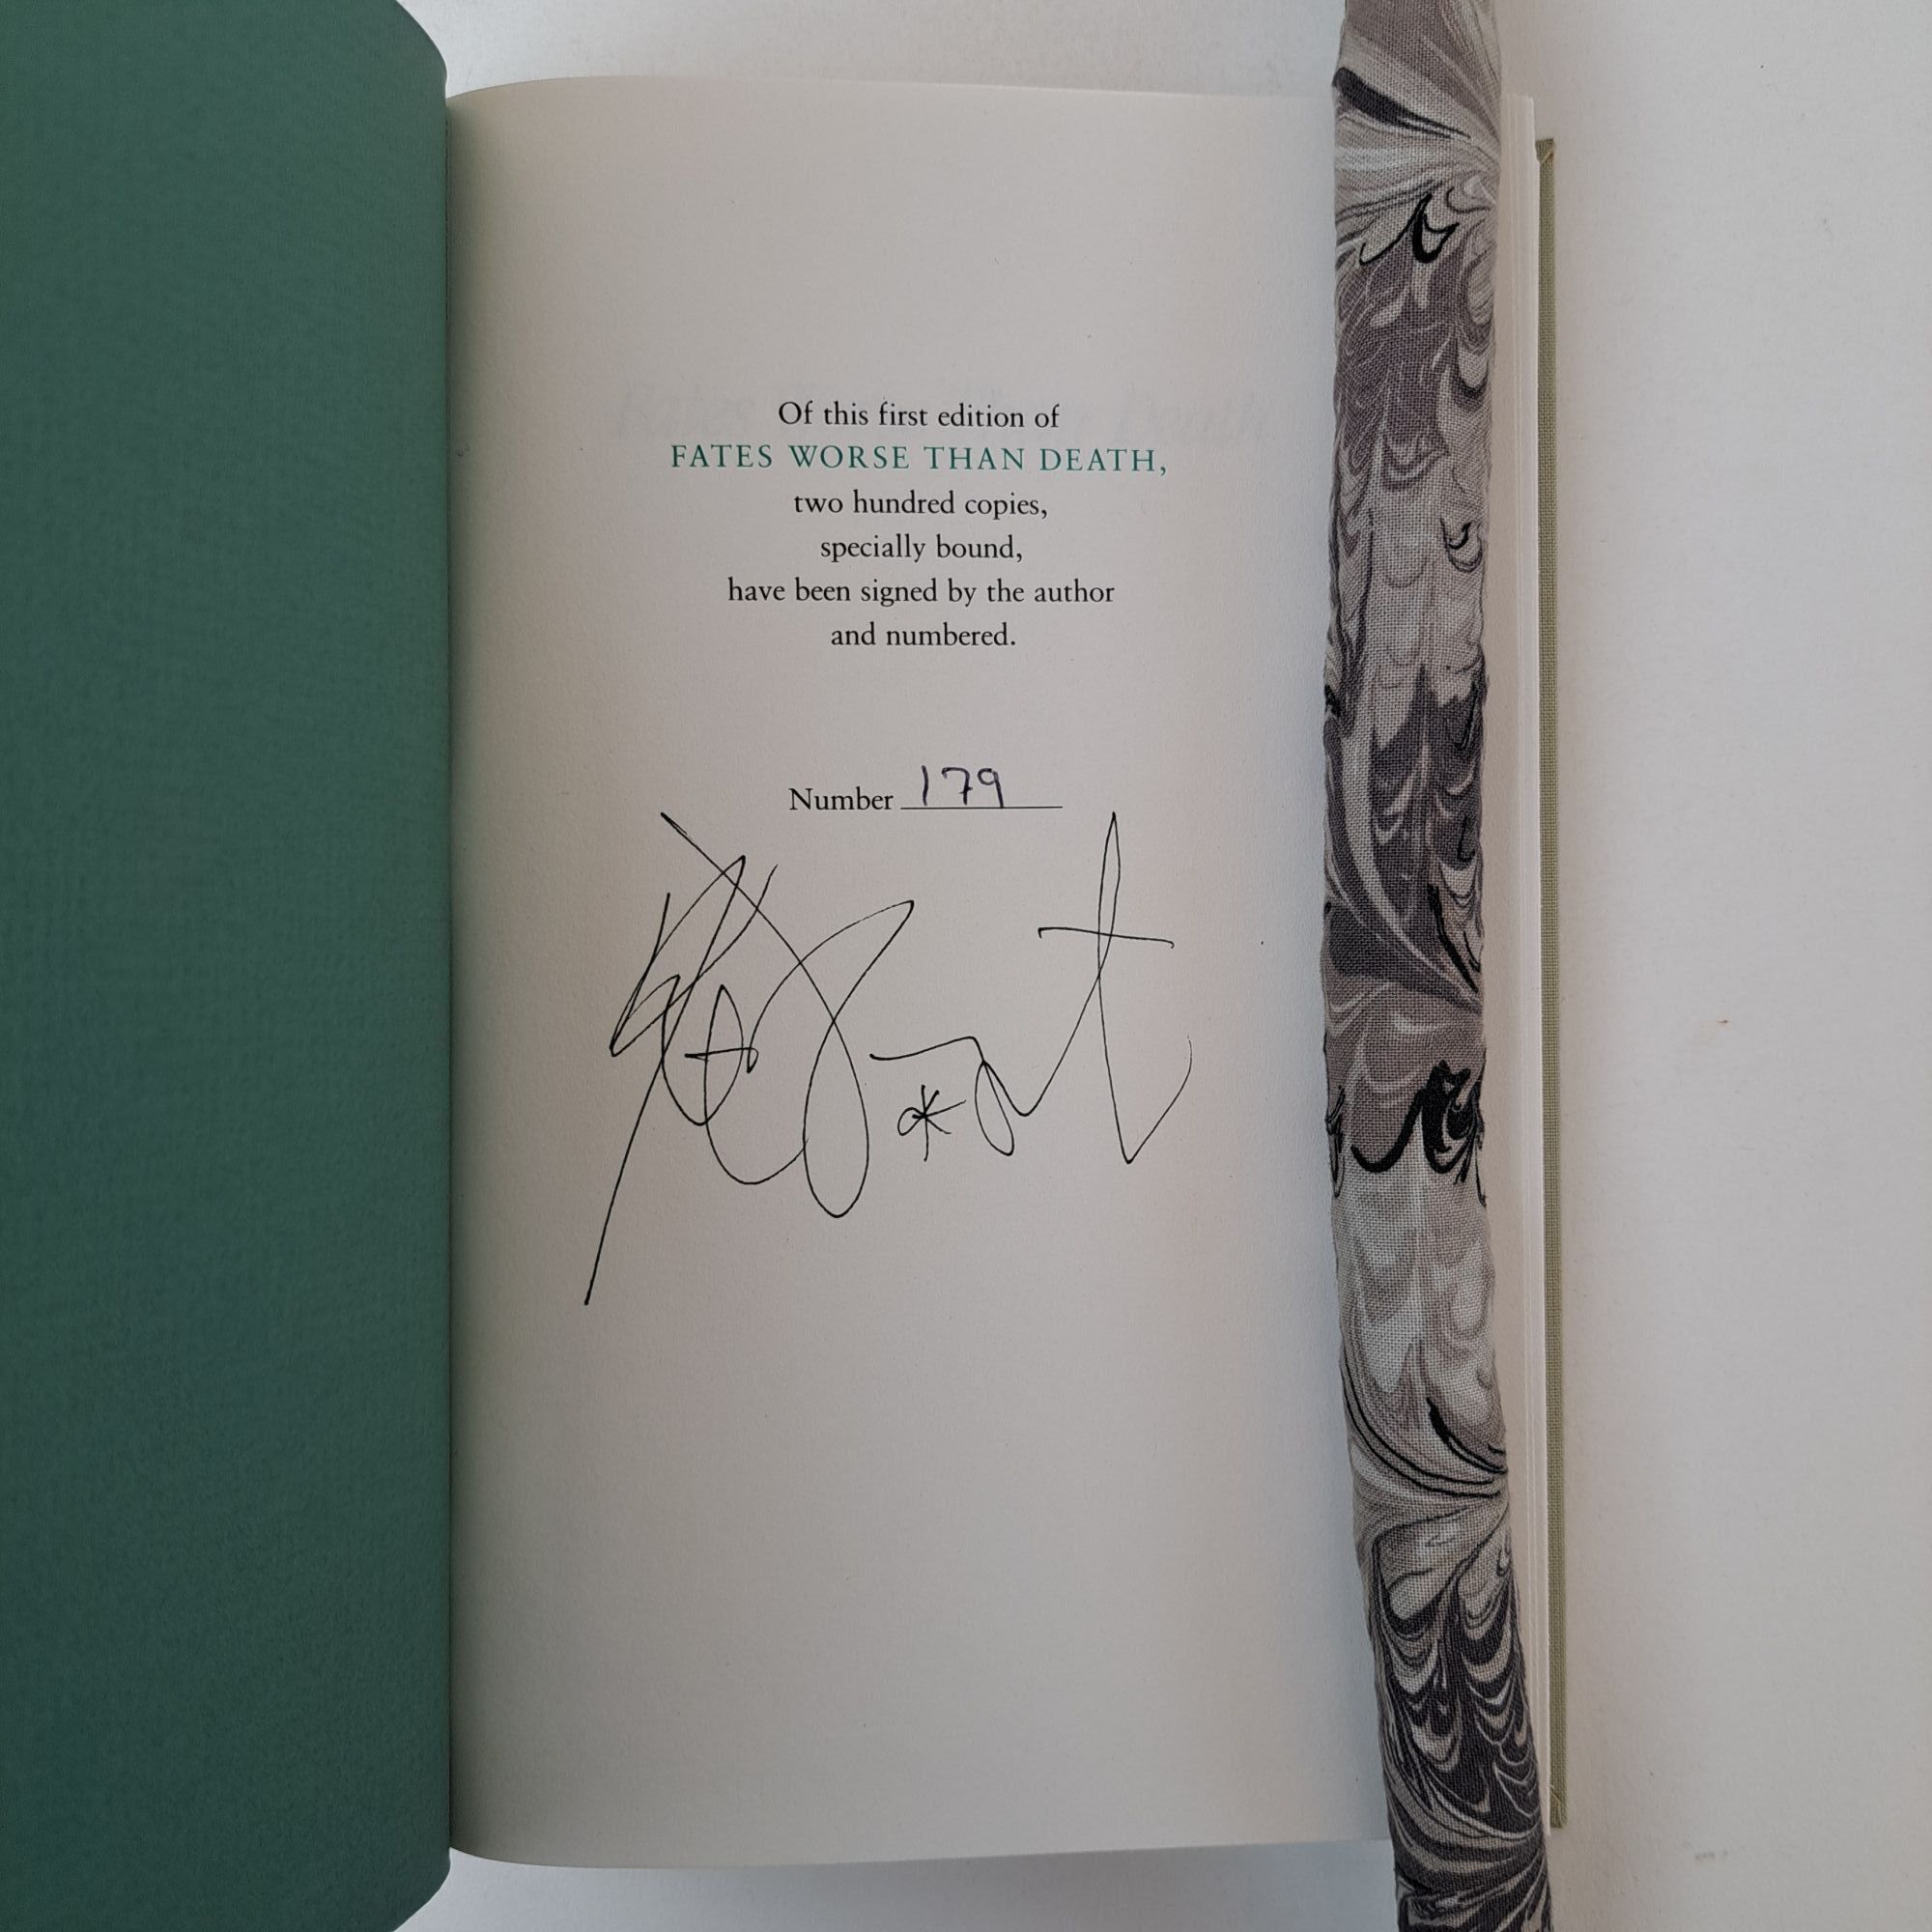 Of this first edition of
FATES WORSE THAN DEATH,
two hundred copies,
specially bound,
have been signed by the author
and numbered.
Number 179